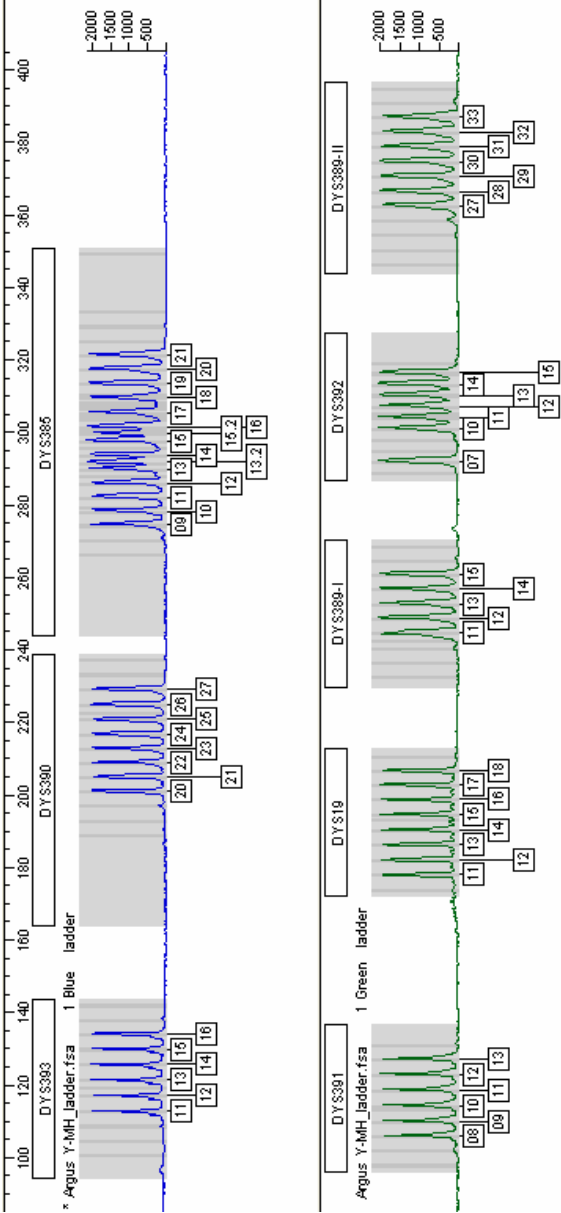 100 120 140 160 180 200 220 240 260 280 300 320 340 360 380 400
DYS393 DYS390 DYS385
* Argus Y-MH_ladder.fsa 1 Blue ladder
2000
1500
1000
500
11 13 15 20 22 24 26 09 11 13 15 17 19 21
12 14 16 23 25 27 10 14 18 20
21 12 15.2
13.2 16
DYS391 DYS19 DYS389-I DYS392 DYS389-II
Argus Y-MH_ladder.fsa 1 Green ladder
2000
1500
1000
500
08 10 12 11 13 15 17 11 13 15 07 10 14 27 30 33
09 11 13 14 16 18 12 11 28 31
12 14 13 29 32
12 15